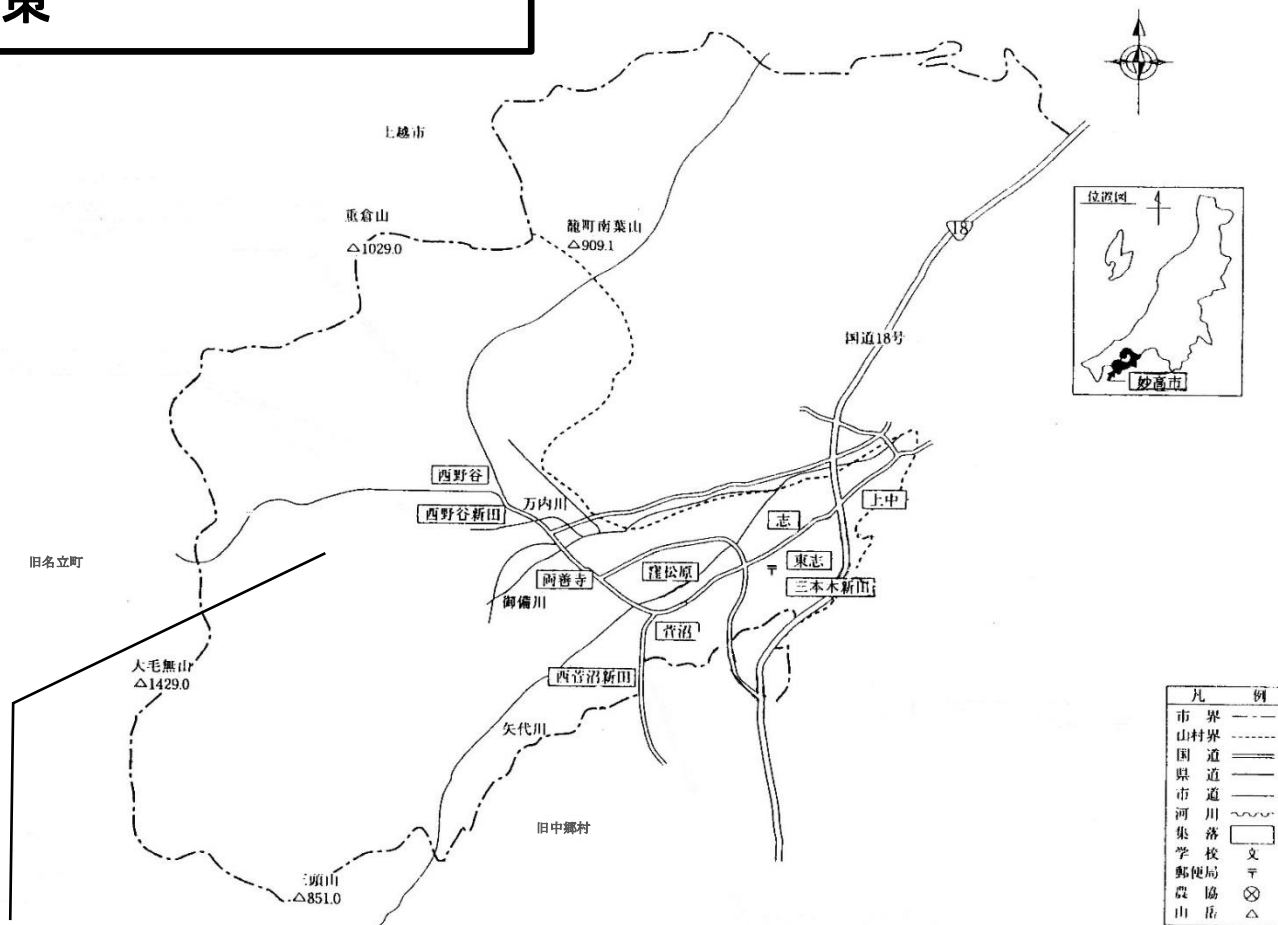 策
上越市
重倉山
△1029.0
籠町南葉山
△909.1
18
国道18号
位置図
妙高市
西野谷
西野谷新田
万内川
上中
志
東志
〒
窪松原
両善寺
三本木新田
御備川
菅沼
西菅沼新田
矢代川
旧名立町
大毛無山
△1429.0
旧中郷村
三頭山
△851.0
凡例
市界
山村界
国道
県道
市道
河川
集落
学校 文
郵便局 〒
農協
山岳 △